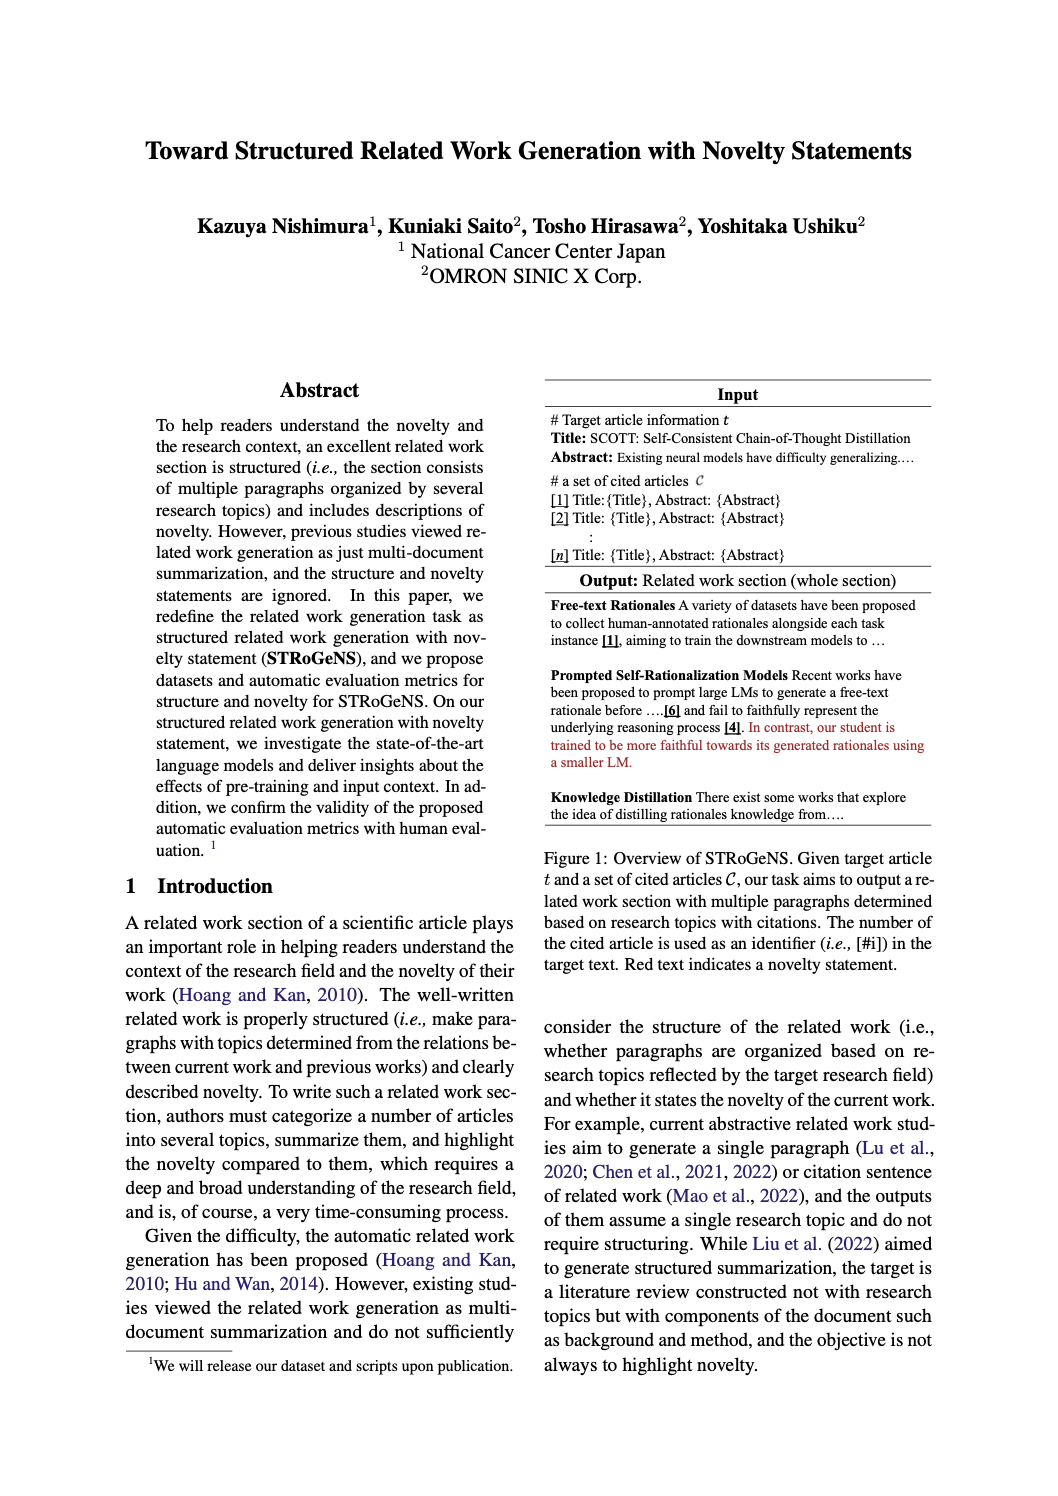 Toward Structured Related Work Generation with Novelty Statements
Kazuya Nishimura1, Kuniaki Saito2, Tosho Hirasawa2, Yoshitaka Ushiku2
1 National Cancer Center Japan
2OMRON SINIC X Corp.
Abstract
To help readers understand the novelty and
the research context, an excellent related work
section is structured (i.e., the section consists
of multiple paragraphs organized by several
research topics) and includes descriptions of
novelty. However, previous studies viewed re-
lated work generation as just multi-document
summarization, and the structure and novelty
statements are ignored. In this paper, we
redefine the related work generation task as
structured related work generation with nov-
elty statement (STRoGeNS), and we propose
datasets and automatic evaluation metrics for
structure and novelty for STRoGeNS. On our
structured related work generation with novelty
statement, we investigate the state-of-the-art
language models and deliver insights about the
effects of pre-training and input context. In ad-
dition, we confirm the validity of the proposed
automatic evaluation metrics with human eval-
uation. 1
1 Introduction
A related work section of a scientific article plays
an important role in helping readers understand the
context of the research field and the novelty of their
work (Hoang and Kan, 2010). The well-written
related work is properly structured (i.e., make para-
graphs with topics determined from the relations be-
tween current work and previous works) and clearly
described novelty. To write such a related work sec-
tion, authors must categorize a number of articles
into several topics, summarize them, and highlight
the novelty compared to them, which requires a
deep and broad understanding of the research field,
and is, of course, a very time-consuming process.
Given the difficulty, the automatic related work
generation has been proposed (Hoang and Kan,
2010; Hu and Wan, 2014). However, existing stud-
ies viewed the related work generation as multi-
document summarization and do not sufficiently
1We will release our dataset and scripts upon publication.
Input
# Target article information t
Title: SCOTT: Self-Consistent Chain-of-Thought Distillation
Abstract: Existing neural models have difficulty generalizing….
# a set of cited articles C
[1] Title:{Title}, Abstract: {Abstract}
[2] Title: {Title}, Abstract: {Abstract}
:
[n] Title: {Title}, Abstract: {Abstract}
Output: Related work section (whole section)
Free-text Rationales A variety of datasets have been proposed
to collect human-annotated rationales alongside each task
instance [1], aiming to train the downstream models to …
Prompted Self-Rationalization Models Recent works have
been proposed to prompt large LMs to generate a free-text
rationale before ….[6] and fail to faithfully represent the
underlying reasoning process [4]. In contrast, our student is
trained to be more faithful towards its generated rationales using
a smaller LM.
Knowledge Distillation There exist some works that explore
the idea of distilling rationales knowledge from….
Figure 1: Overview of STRoGeNS. Given target article
t and a set of cited articles C, our task aims to output a re-
lated work section with multiple paragraphs determined
based on research topics with citations. The number of
the cited article is used as an identifier (i.e., [#i]) in the
target text. Red text indicates a novelty statement.
consider the structure of the related work (i.e.,
whether paragraphs are organized based on re-
search topics reflected by the target research field)
and whether it states the novelty of the current work.
For example, current abstractive related work stud-
ies aim to generate a single paragraph (Lu et al.,
2020; Chen et al., 2021, 2022) or citation sentence
of related work (Mao et al., 2022), and the outputs
of them assume a single research topic and do not
require structuring. While Liu et al. (2022) aimed
to generate structured summarization, the target is
a literature review constructed not with research
topics but with components of the document such
as background and method, and the objective is not
always to highlight novelty.